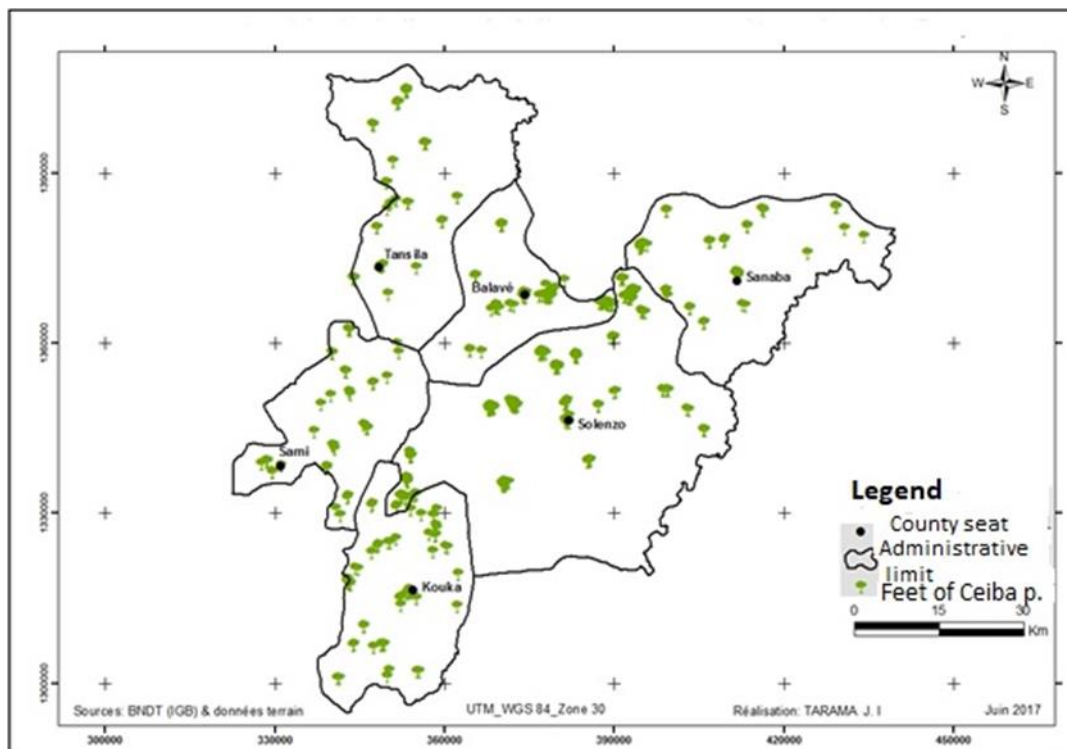 N
W E
S
1390000
Tansilla
Balavé
Sanaba
1360000
Solenzo
Sami
Legend
County seat
Administrative
limit
Feet of Ceiba p.
1330000
Kouka
0 15 30
Km
1300000
Sources: BNDT (IGB) & données terrain UTM_WGS 84_Zone 30 Réalisation: TARAMA J. I Juin 2017
300000 330000 360000 390000 420000 450000